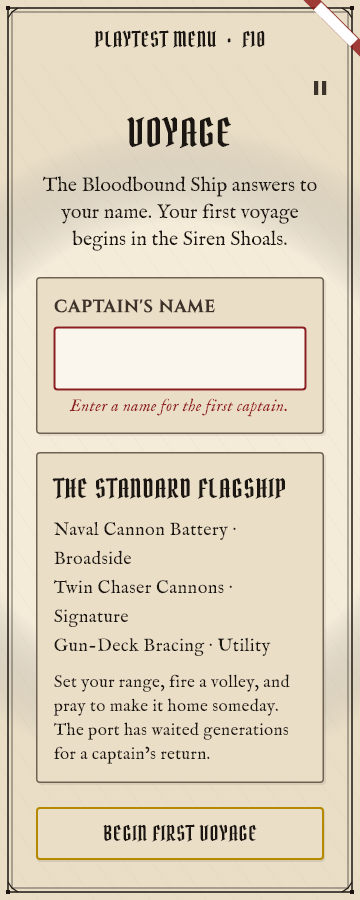 PLAYTEST MENU · F10
VOYAGE
The Bloodbound Ship answers to
your name. Your first voyage
begins in the Siren Shoals.
CAPTAIN'S NAME
Enter a name for the first captain.
THE STANDARD FLAGSHIP
Naval Cannon Battery ·
Broadside
Twin Chaser Cannons ·
Signature
Gun-Deck Bracing · Utility
Set your range, fire a volley, and
pray to make it home someday.
The port has waited generations
for a captain's return.
BEGIN FIRST VOYAGE